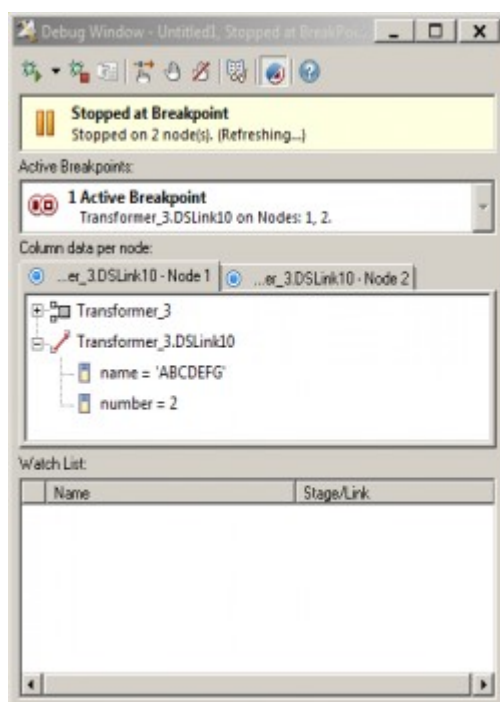 Debug Window - Untitled1, Stopped at BreakPoi...
Stopped at Breakpoint
Stopped on 2 node(s). (Refreshing...)
Active Breakpoints:
1 Active Breakpoint
Transformer_3.DSLink10 on Nodes: 1, 2.
Column data per node:
...er_3.DSLink10 - Node 1
...er_3.DSLink10 - Node 2
Transformer_3
Transformer_3.DSLink10
name = 'ABCDEFG'
number = 2
Watch List:
Name Stage/Link